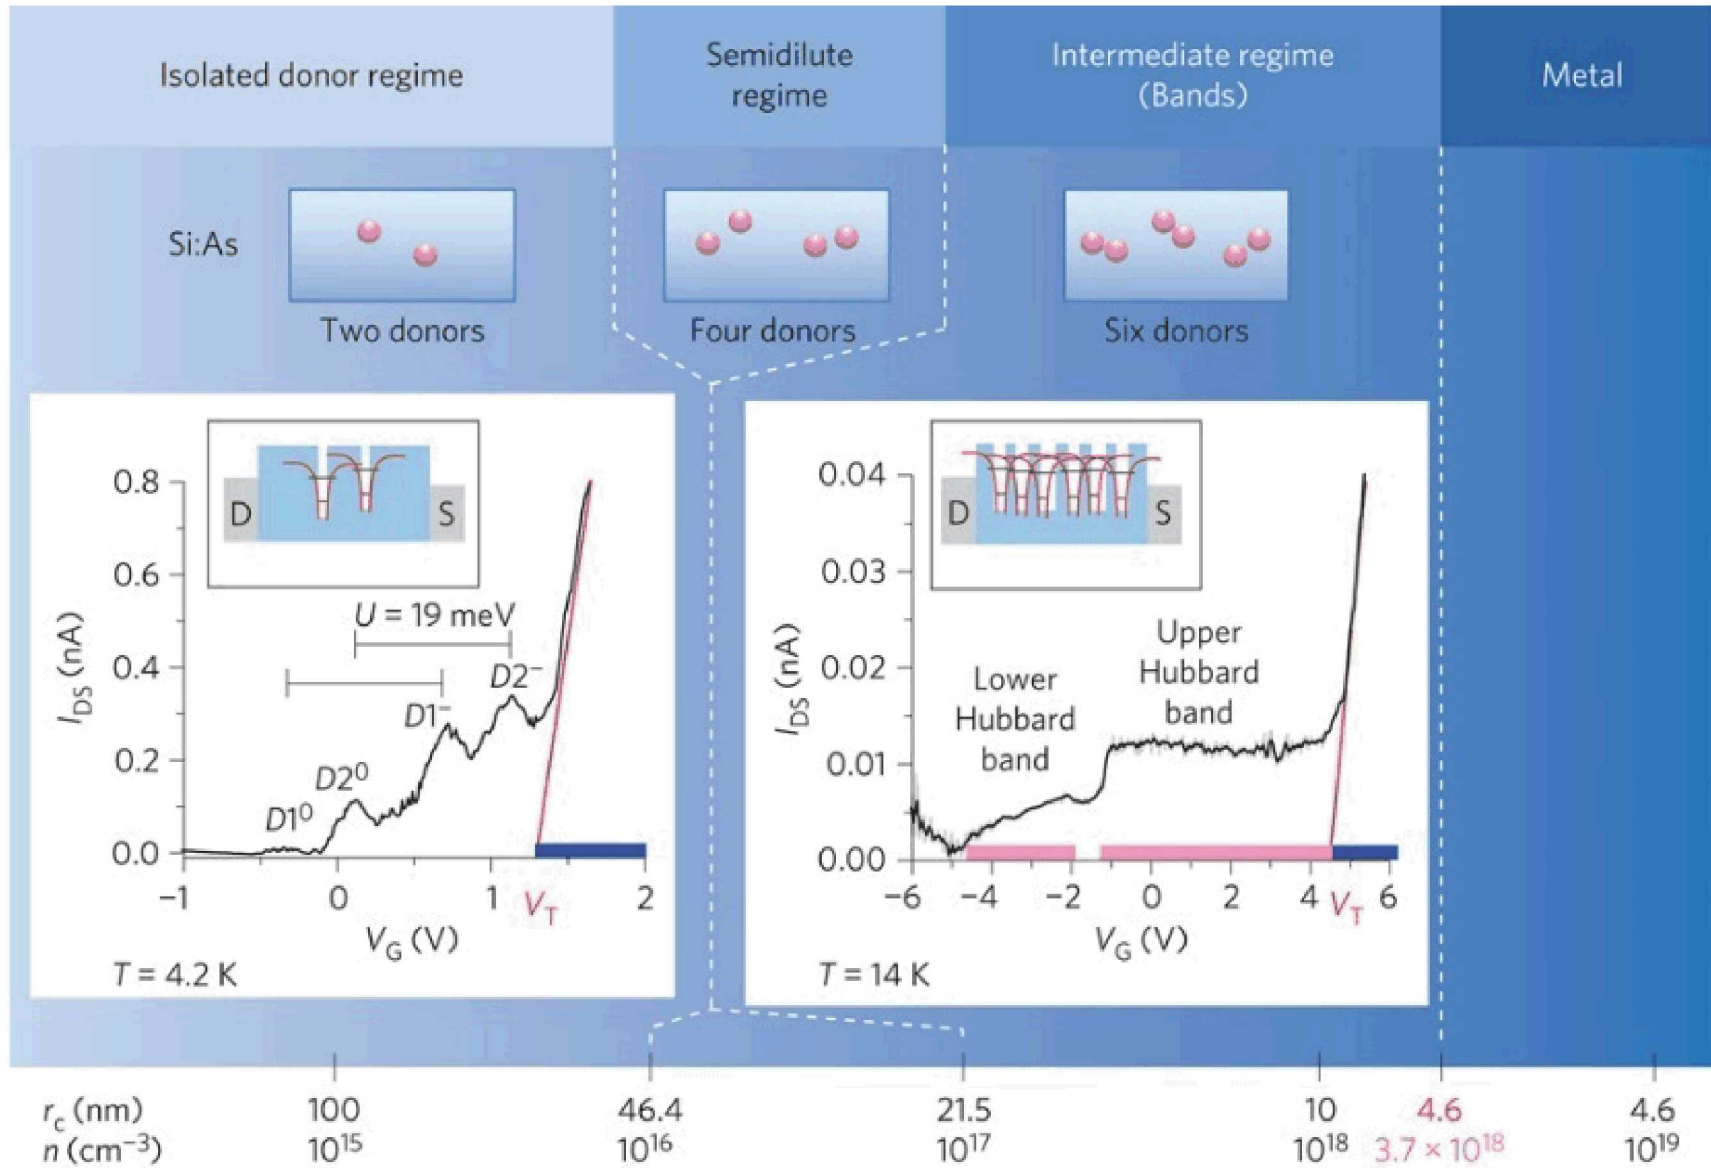 Isolated donor regime
Semidilute
regime
Intermediate regime
(Bands)
Metal
Si:As
Two donors
Four donors
Six donors
D
S
U = 19 meV
D1⁰
D2⁰
D1⁻
D2⁻
I_DS (nA)
0.8
0.6
0.4
0.2
0.0
−1
0
1
V_T
2
V_G (V)
T = 4.2 K
D
S
Lower
Hubbard
band
Upper
Hubbard
band
I_DS (nA)
0.04
0.03
0.02
0.01
0.00
−6
−4
−2
0
2
4
V_T
6
V_G (V)
T = 14 K
r_c (nm) 100 46.4 21.5 10 4.6 4.6
n (cm⁻³) 10¹⁵ 10¹⁶ 10¹⁷ 10¹⁸ 3.7 × 10¹⁸ 10¹⁹